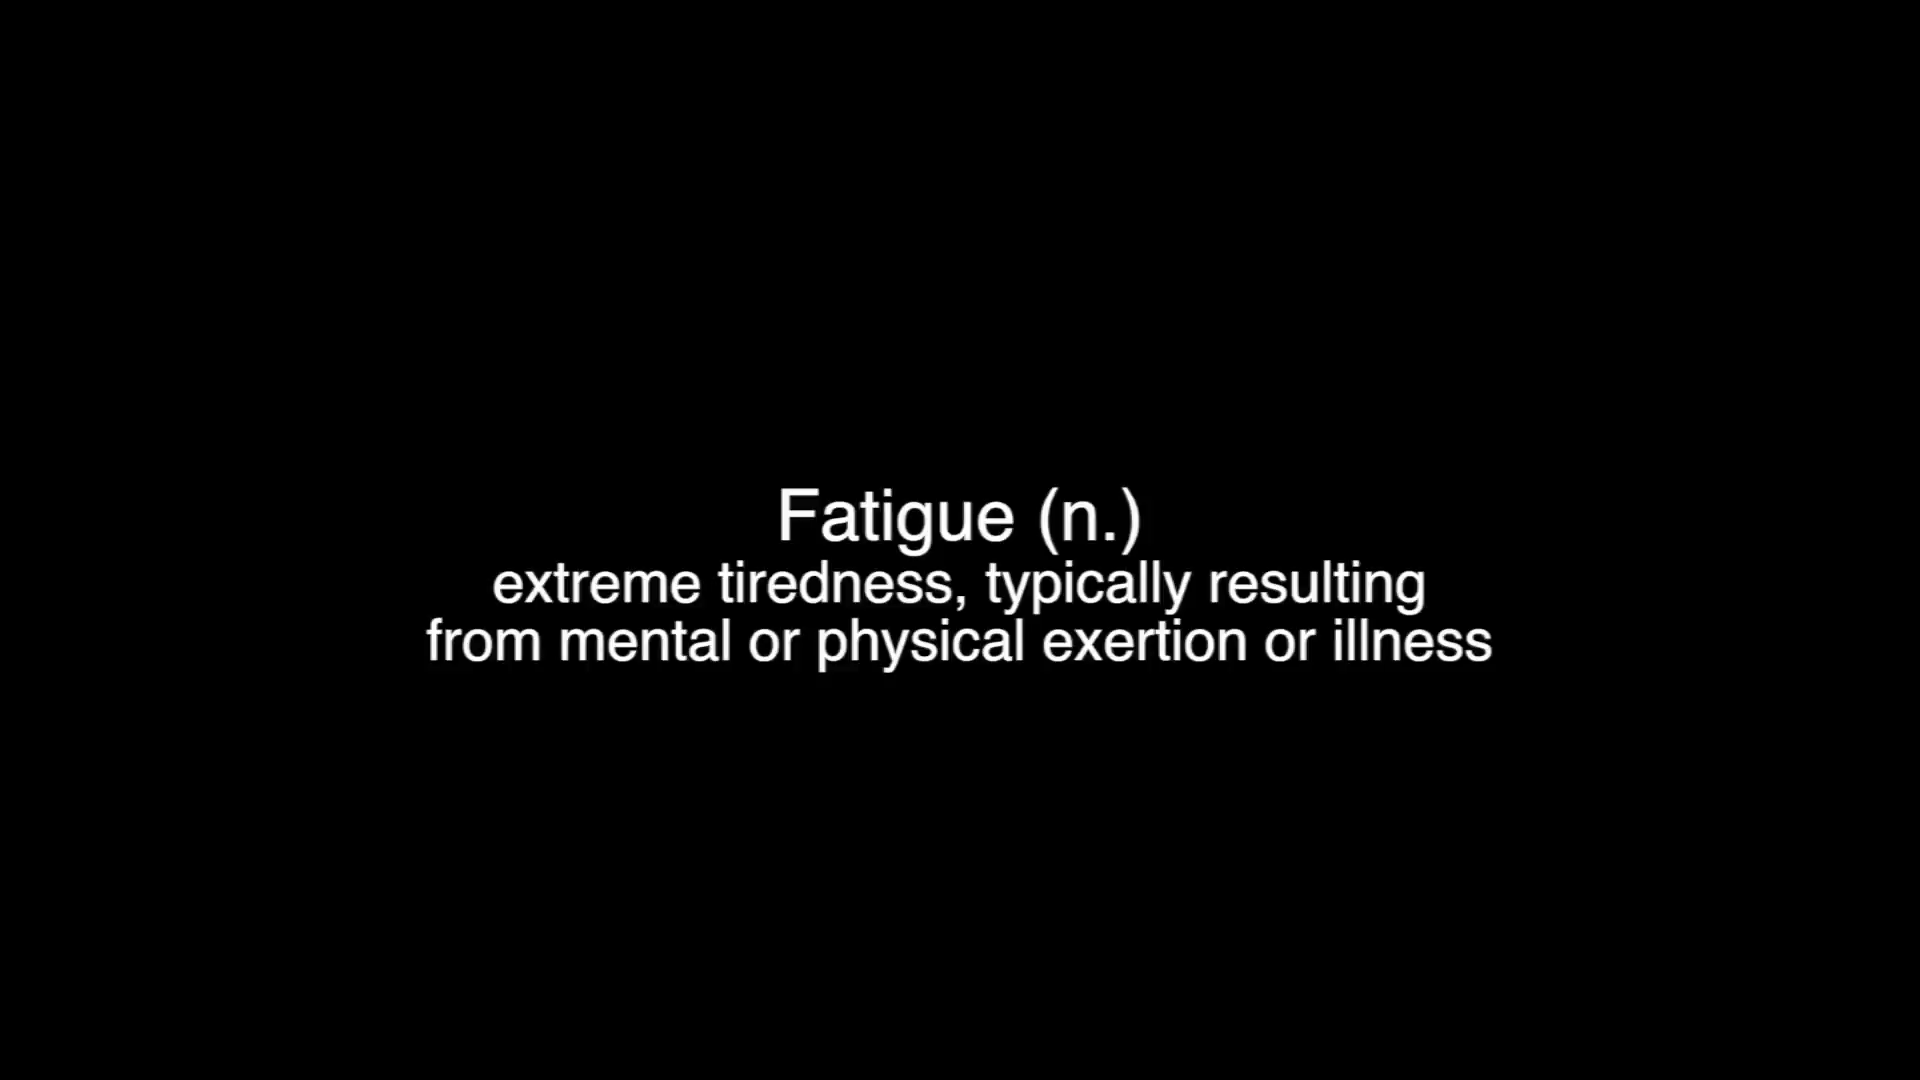 Fatigue (n.)
extreme tiredness, typically resulting
from mental or physical exertion or illness